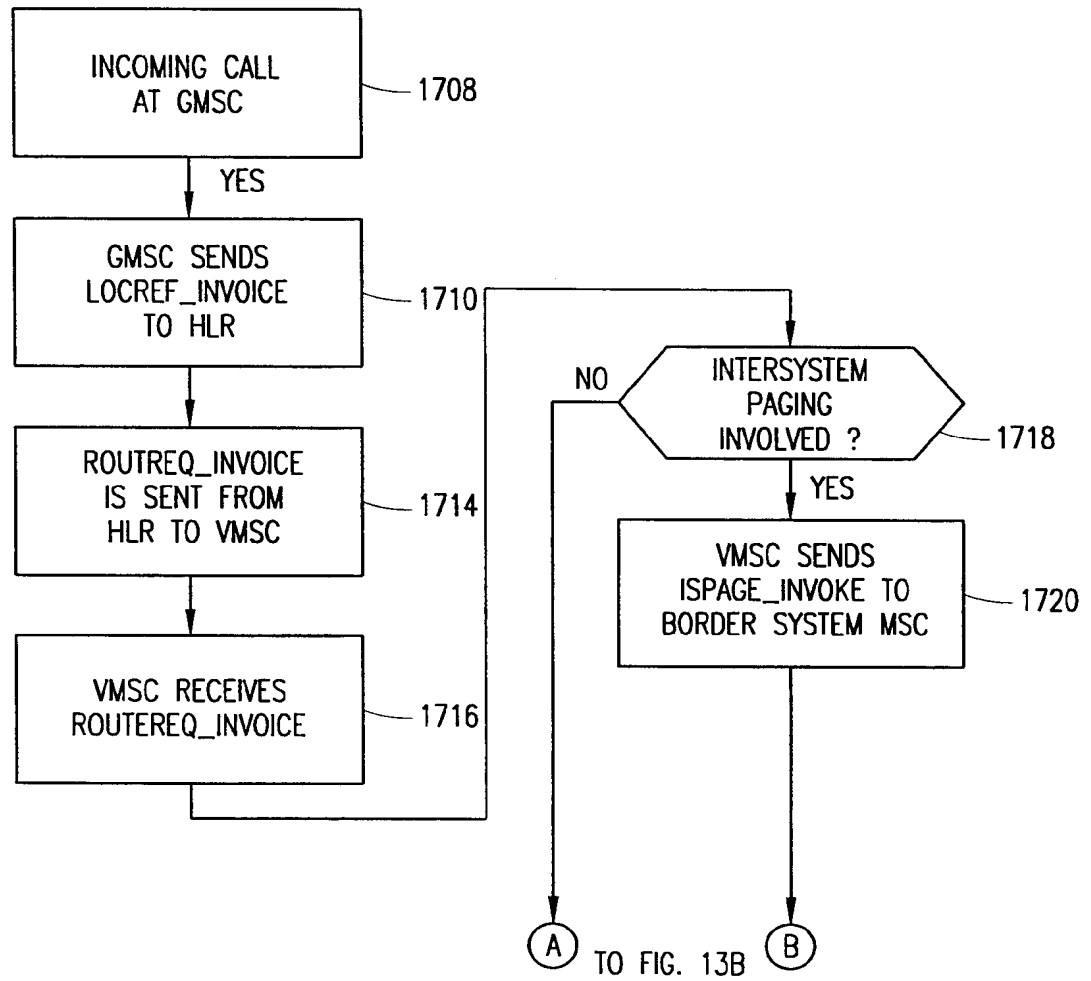 INCOMING CALL
AT GMSC
1708
YES
GMSC SENDS
LOCREF_INVOICE
TO HLR
1710
ROUTREQ_INVOICE
IS SENT FROM
HLR TO VMSC
1714
VMSC RECEIVES
ROUTEREQ_INVOICE
1716
NO
INTERSYSTEM
PAGING
INVOLVED ?
1718
YES
VMSC SENDS
ISPAGE_INVOKE TO
BORDER SYSTEM MSC
1720
A
TO FIG. 13B
B